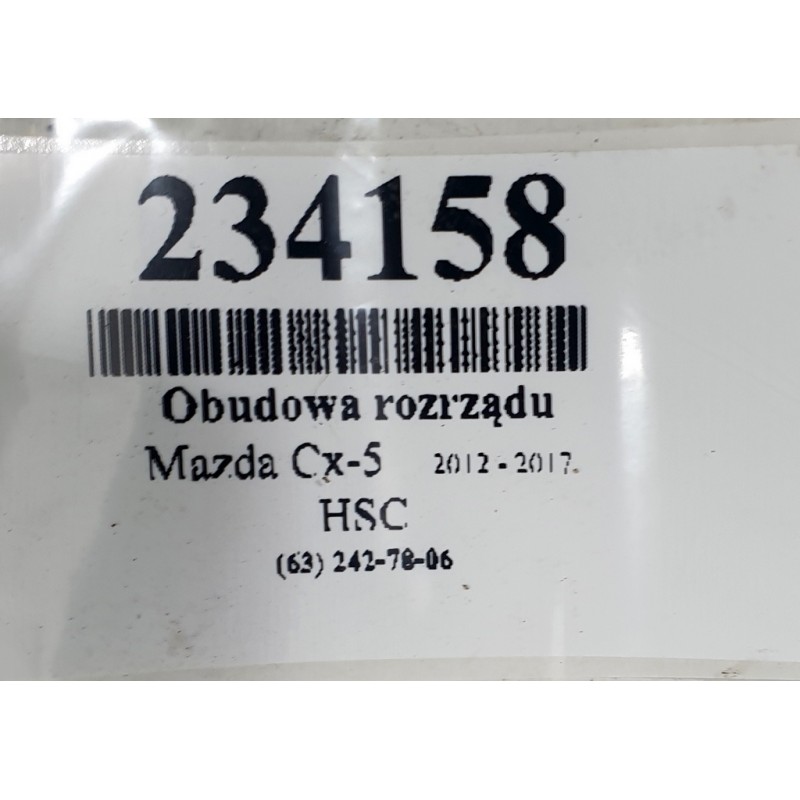 234158
Obudowa rozrządu
Mazda Cx-5 2012 - 2017.
HSC
(63) 242-78-06